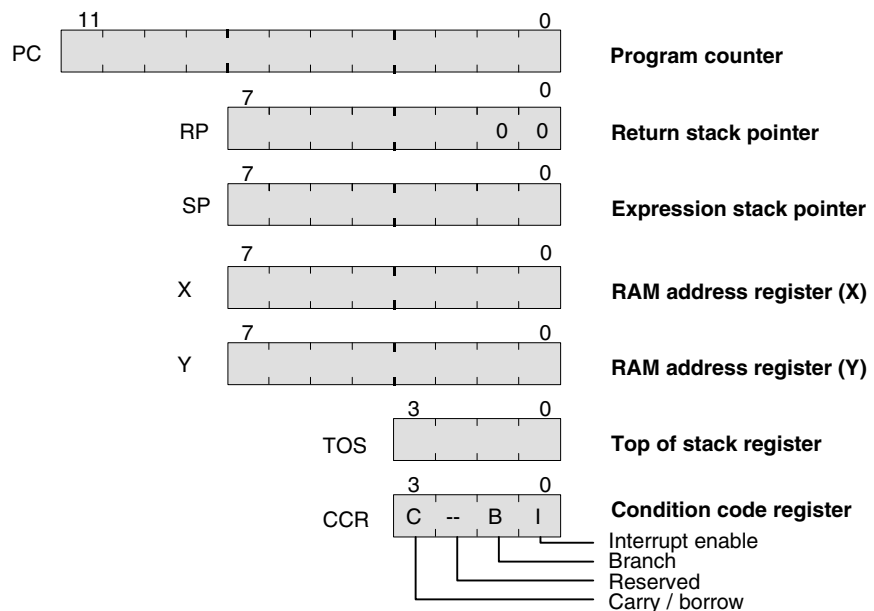 11 0
PC Program counter
7 0
RP 0 0 Return stack pointer
7 0
SP Expression stack pointer
7 0
X RAM address register (X)
7 0
Y RAM address register (Y)
3 0
TOS Top of stack register
3 0
CCR C -- B I Condition code register
Interrupt enable
Branch
Reserved
Carry / borrow